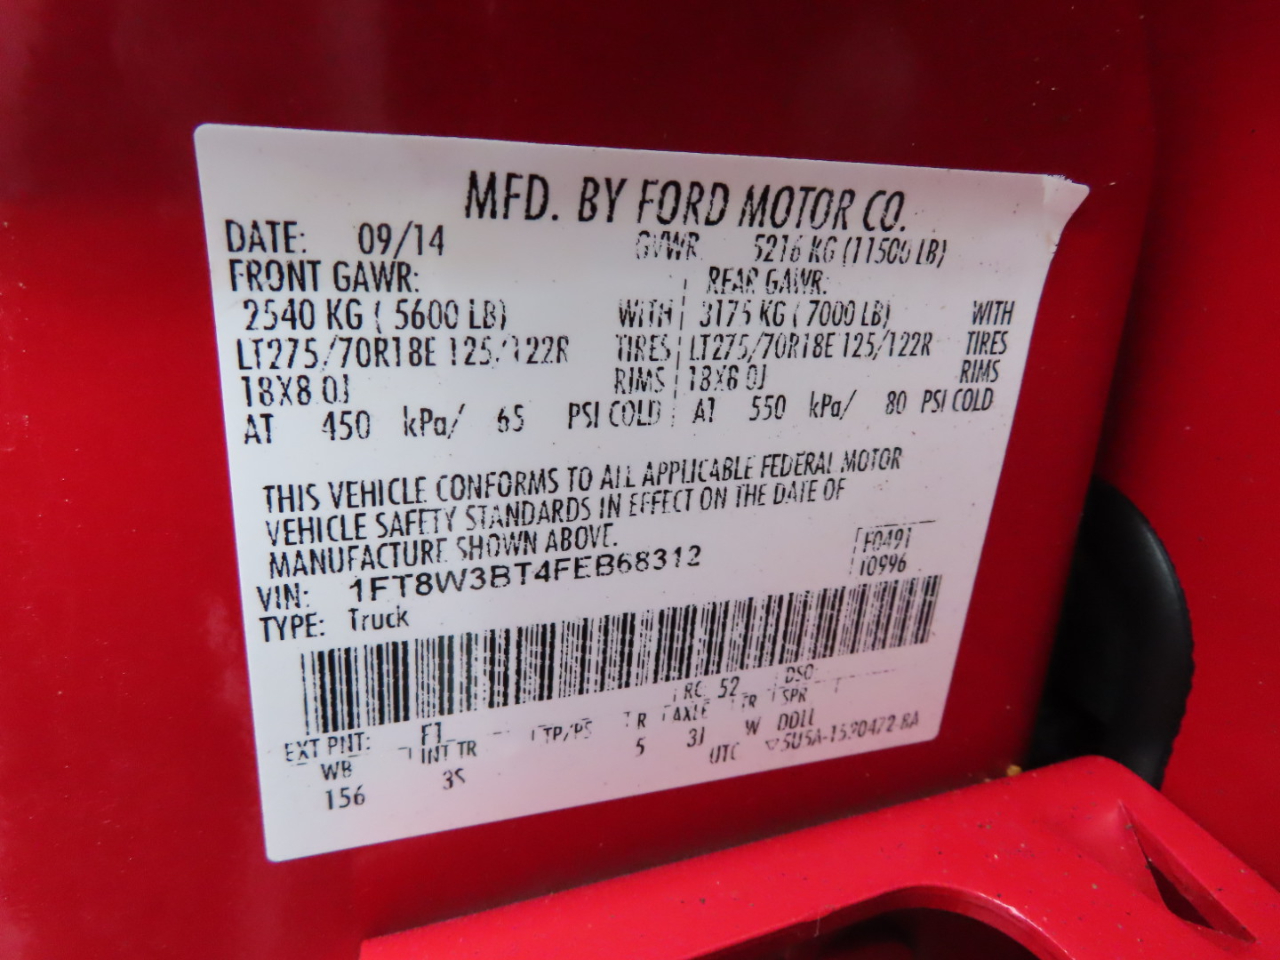 MFD. BY FORD MOTOR CO.
DATE: 09/14 GVWR 5216 KG (11500 LB)
FRONT GAWR: REAR GAWR:
2540 KG ( 5600 LB) WITH 3175 KG ( 7000 LB) WITH
LT275/70R18E 125/122R TIRES LT275/70R18E 125/122R TIRES
18X8.0J RIMS 18X8.0J RIMS
AT 450 kPa/ 65 PSI COLD AT 550 kPa/ 80 PSI COLD
THIS VEHICLE CONFORMS TO ALL APPLICABLE FEDERAL MOTOR
VEHICLE SAFETY STANDARDS IN EFFECT ON THE DATE OF
MANUFACTURE SHOWN ABOVE.
F0491
VIN: 1FT8W3BT4FEB68312 10996
TYPE: Truck
EXT PNT: F1 RC: 52 DSO:
WB INT TR TP/PS R AXLE TR SPR
156 3S 5 3J W DOLL
UTC ▽5U5A-1520472-BA